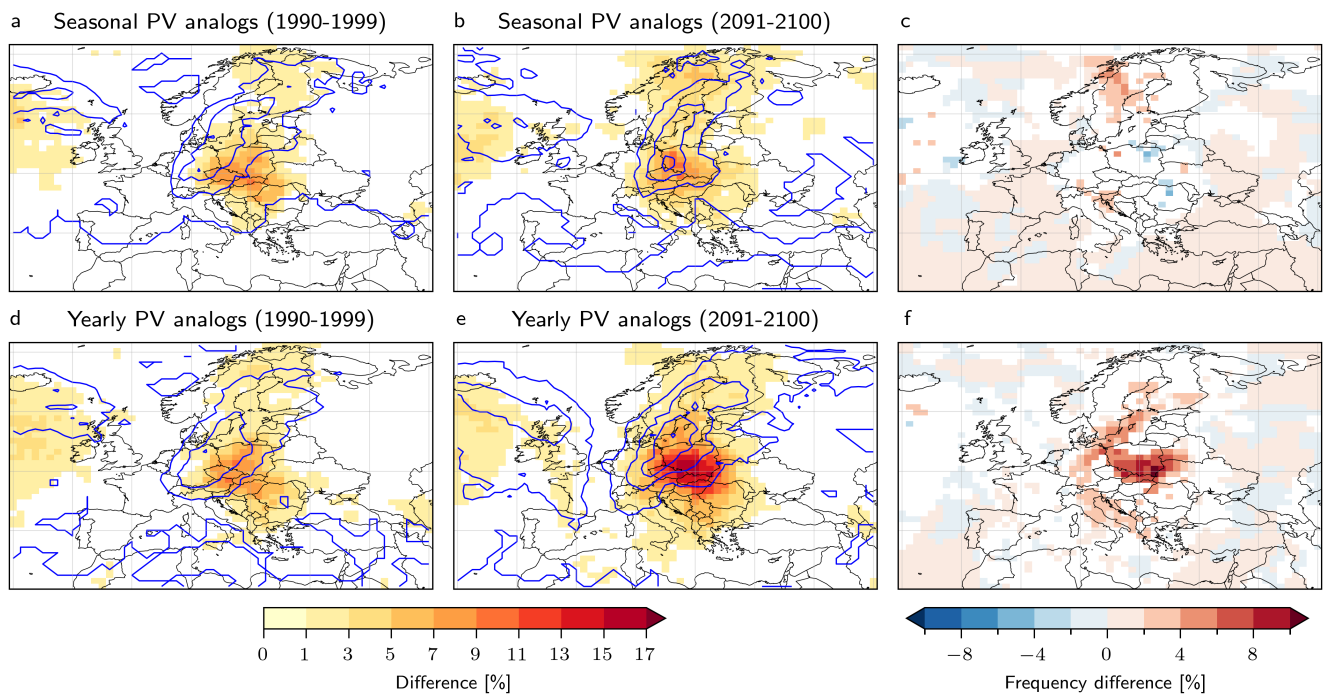 a Seasonal PV analogs (1990-1999)
b Seasonal PV analogs (2091-2100)
c
d Yearly PV analogs (1990-1999)
e Yearly PV analogs (2091-2100)
f
0 1 3 5 7 9 11 13 15 17
Difference [%]
−8 −4 0 4 8
Frequency difference [%]